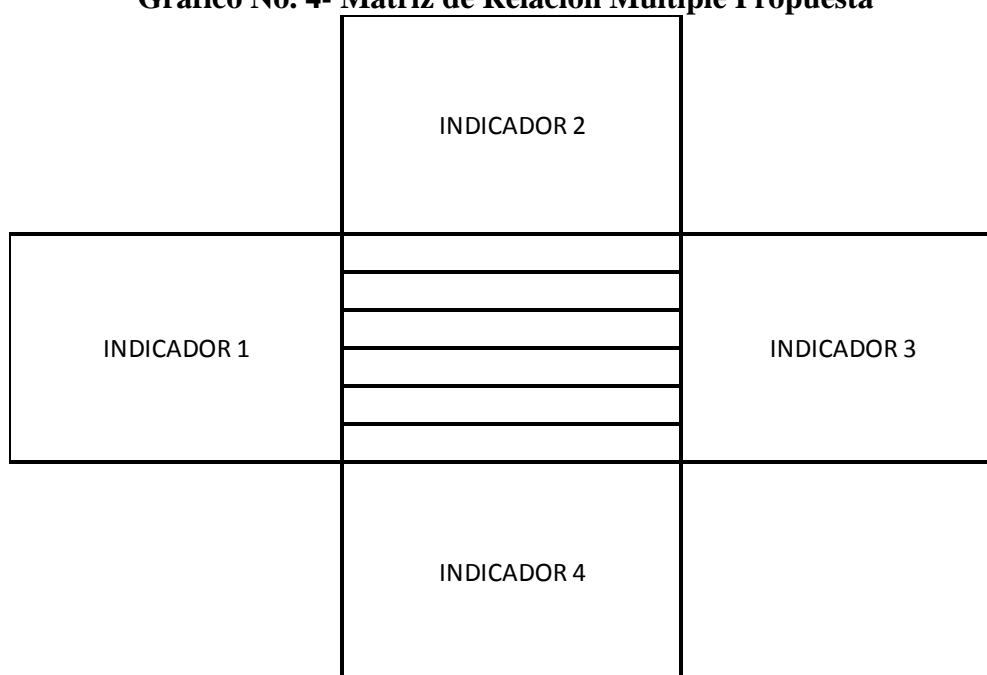 Gráfico No. 4- Matriz de Relación Múltiple Propuesta
INDICADOR 2
INDICADOR 1
INDICADOR 3
INDICADOR 4